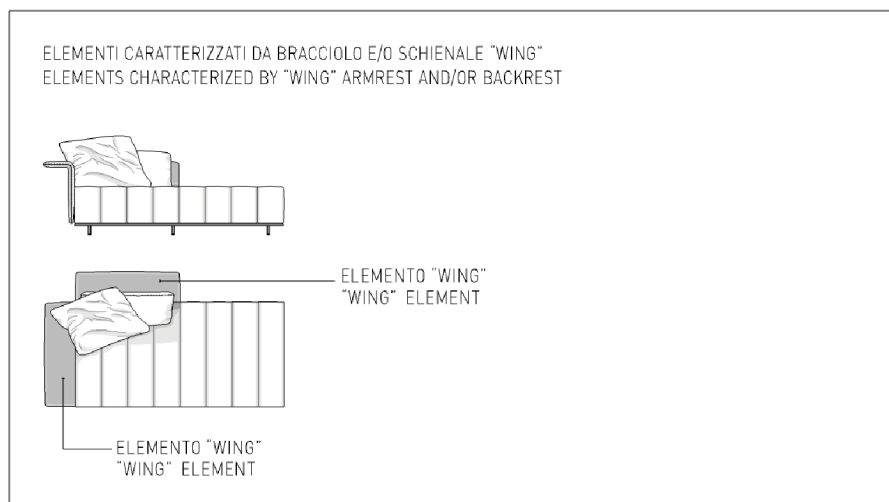 ELEMENTI CARATTERIZZATI DA BRACCIOLO E/O SCHIENALE "WING"
ELEMENTS CHARACTERIZED BY "WING" ARMREST AND/OR BACKREST
ELEMENTO "WING"
"WING" ELEMENT
ELEMENTO "WING"
"WING" ELEMENT